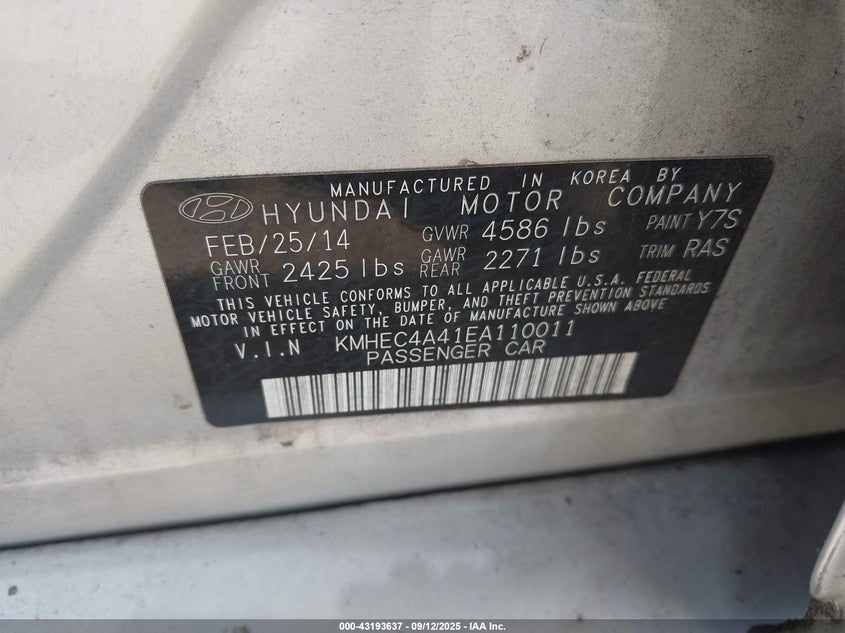 MANUFACTURED IN KOREA BY
HYUNDAI MOTOR COMPANY
FEB/25/14 GVWR 4586 lbs PAINT Y7S
GAWR FRONT 2425 lbs GAWR REAR 2271 lbs TRIM RAS
THIS VEHICLE CONFORMS TO ALL APPLICABLE U.S.A. FEDERAL
MOTOR VEHICLE SAFETY, BUMPER, AND THEFT PREVENTION STANDARDS
IN EFFECT ON THE DATE OF MANUFACTURE SHOWN ABOVE
V.I.N KMHEC4A41EA110011
PASSENGER CAR
000-43193637 - 09/12/2025 - IAA Inc.